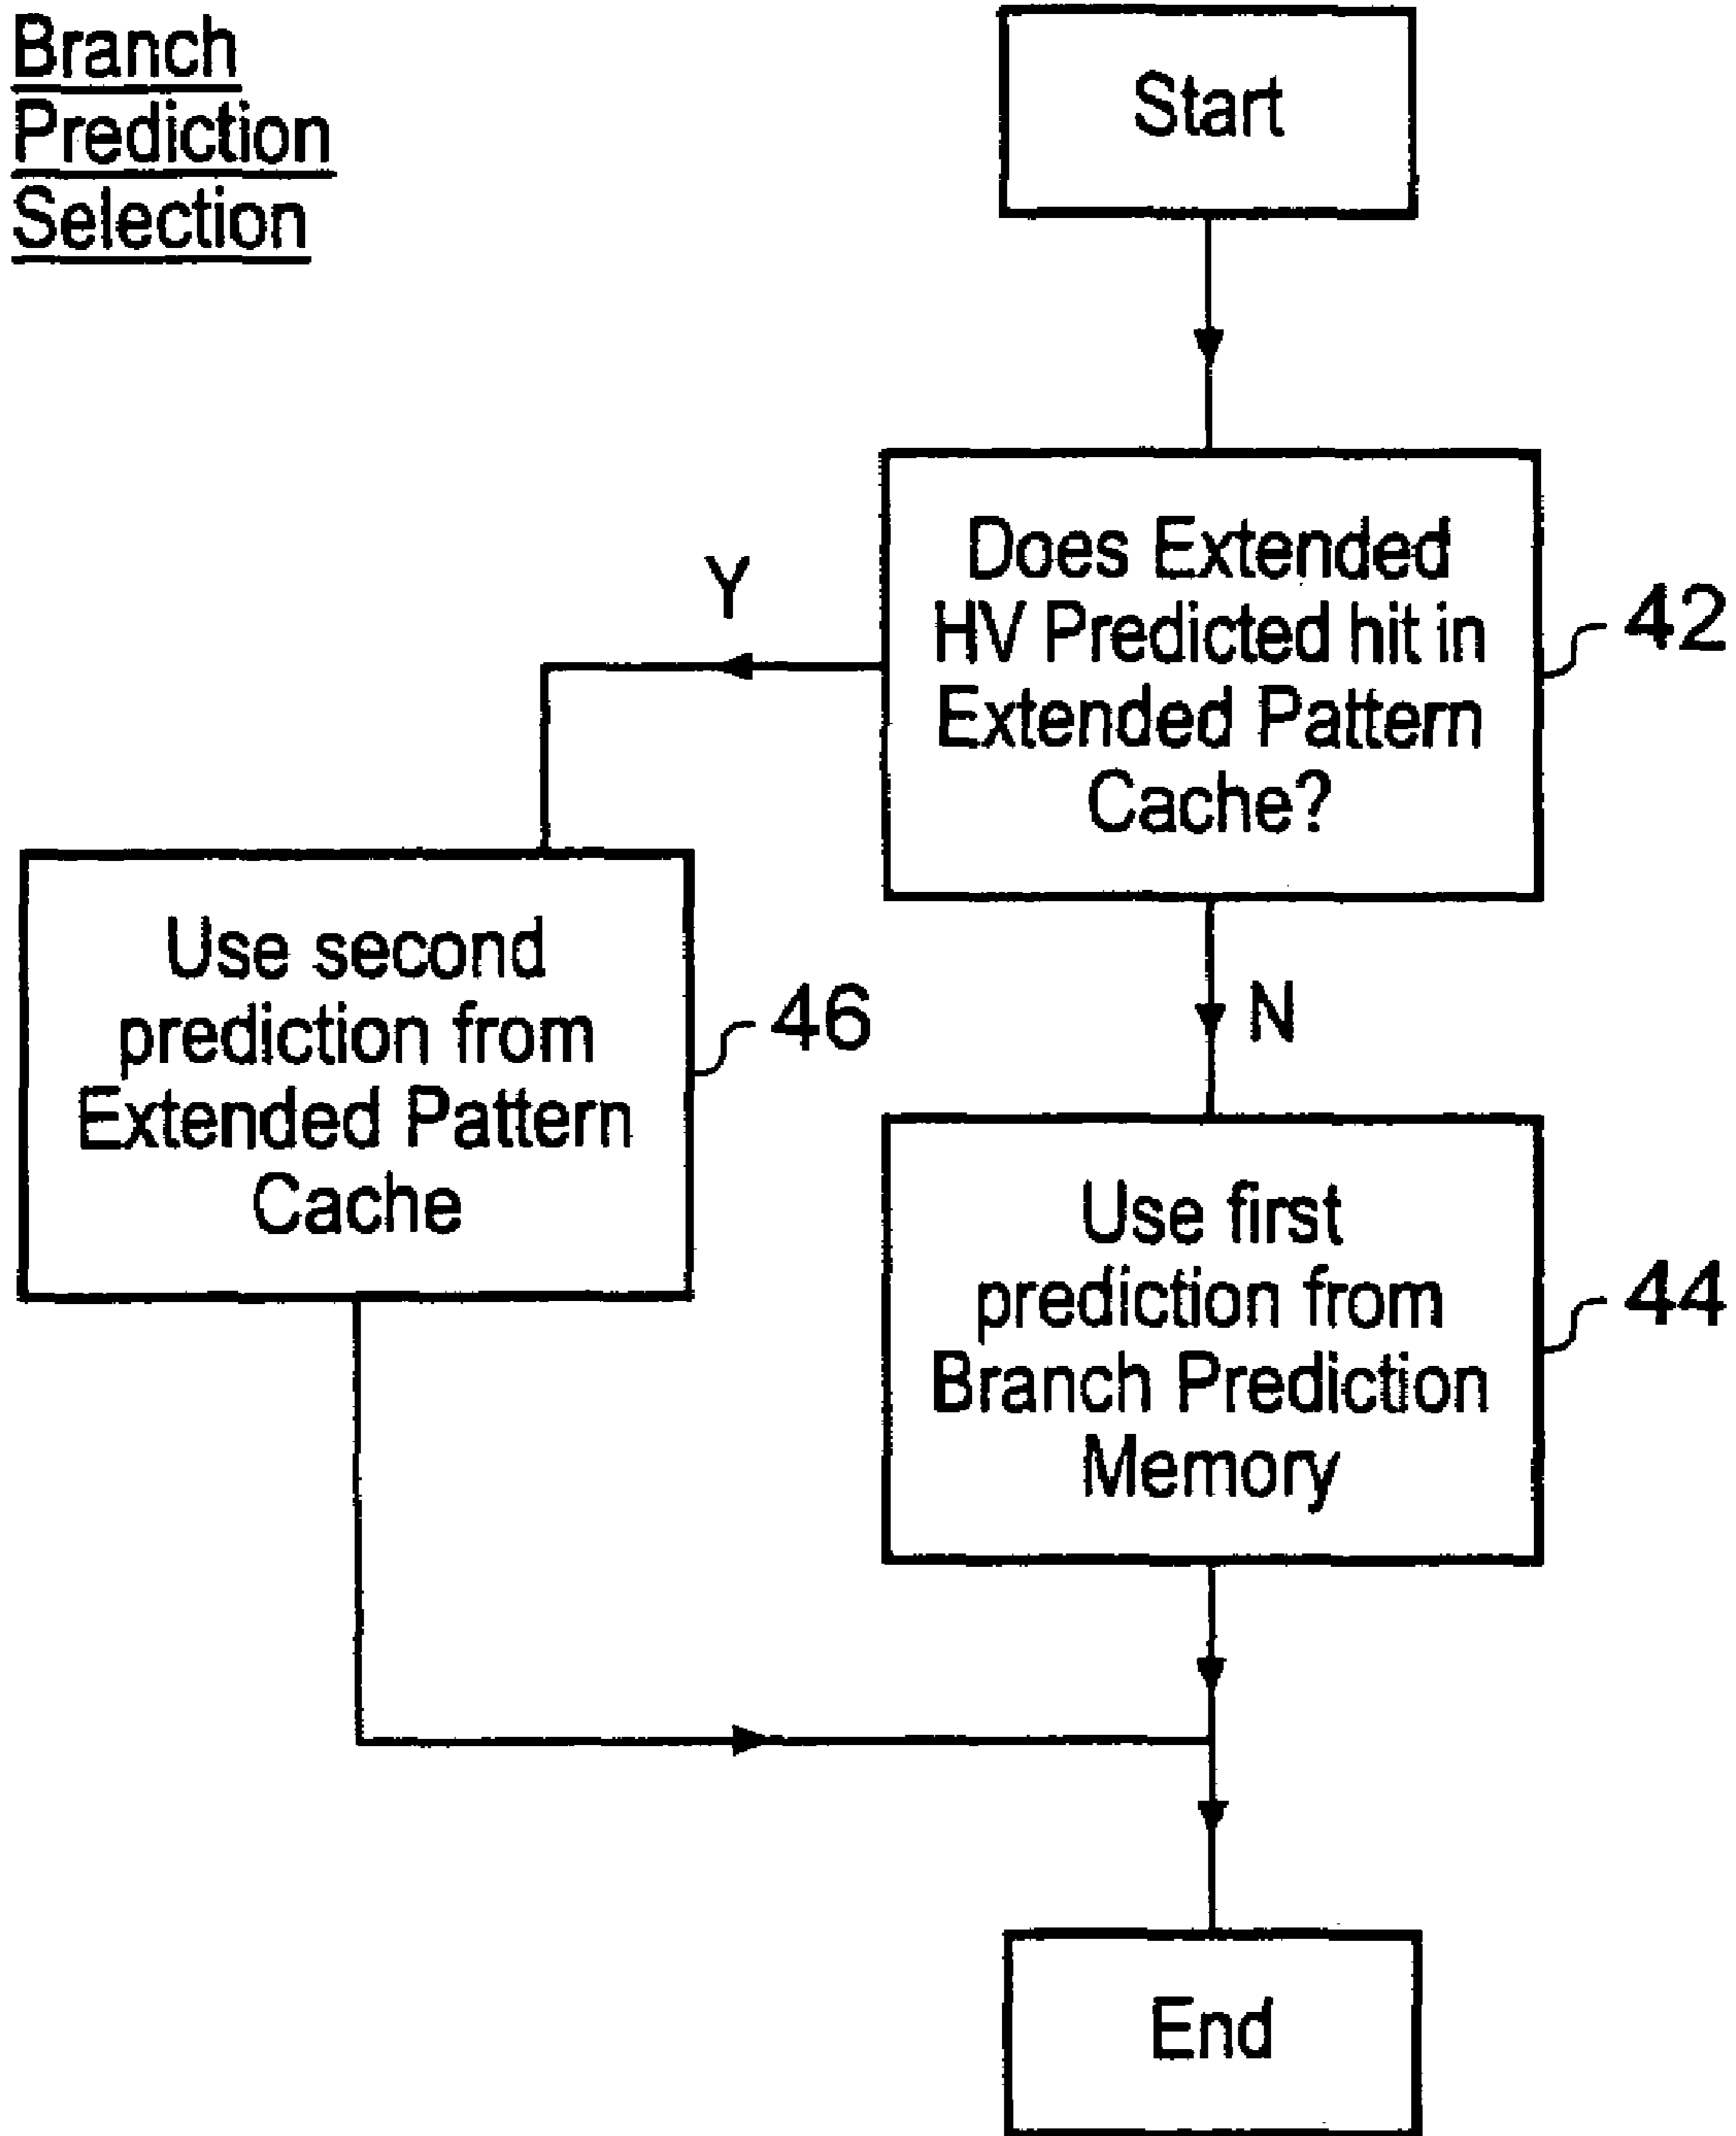 Branch
Prediction
Selection
Start
Does Extended
HV Predicted hit in
Extended Pattern
Cache?
42
Y
N
Use second
prediction from
Extended Pattern
Cache
46
Use first
prediction from
Branch Prediction
Memory
44
End